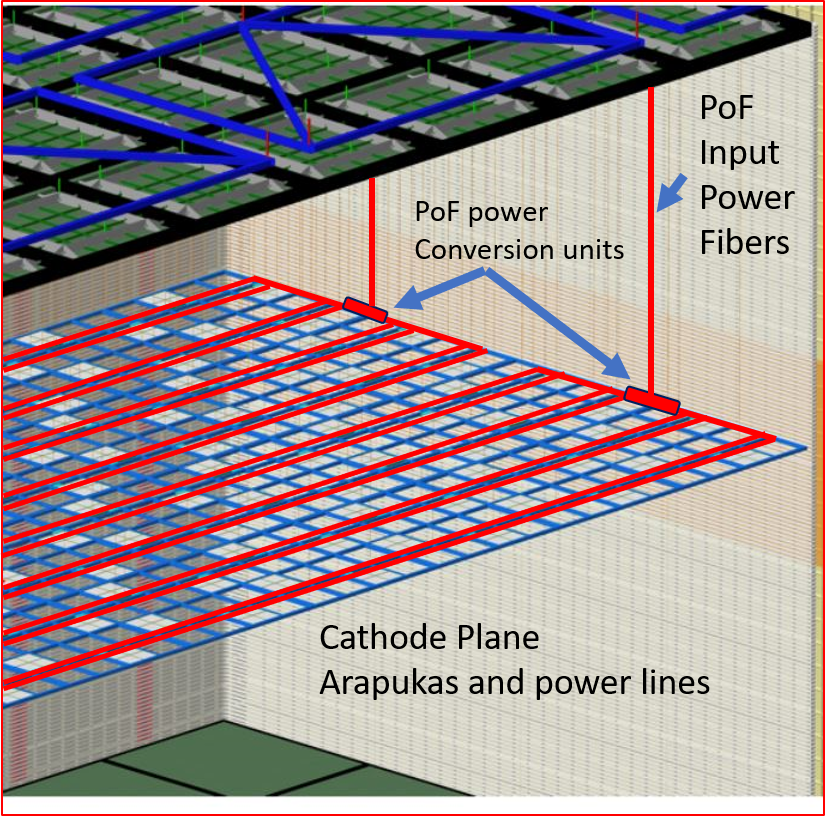 PoF
Input
Power
Fibers
PoF power
Conversion units
Cathode Plane
Arapukas and power lines